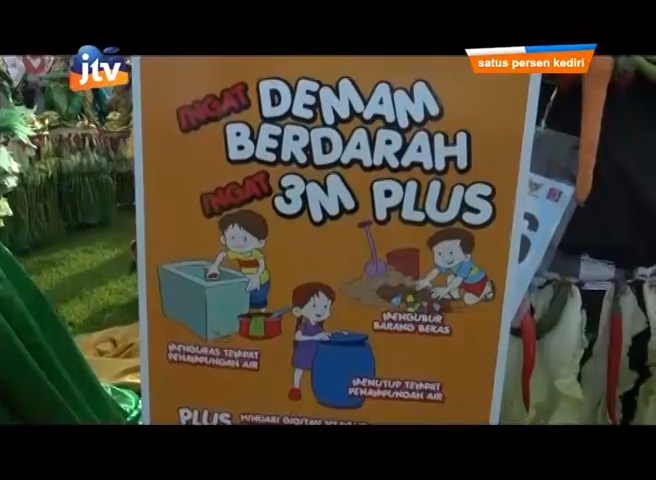 jtv
satus persen kediri
INGAT DEMAM
BERDARAH
INGAT 3M PLUS
MENGUBUR
BARANG BEKAS
MENGURAS TEMPAT
PENAMPUNGAN AIR
MENUTUP TEMPAT
PENAMPUNGAN AIR
PLUS